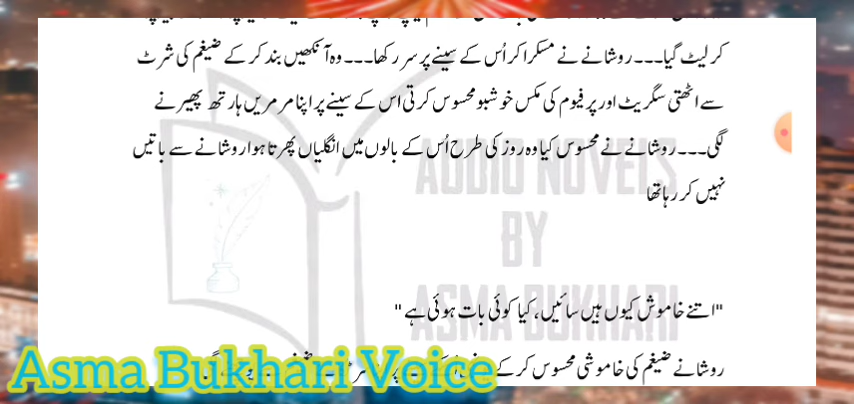 کر لیٹ گیا۔۔۔ روشانے نے مسکرا کر اُس کے سینے پر سر رکھا۔۔۔ وہ آنکھیں بند کر کے ضیغم کی شرٹ
سے اٹھتی سگریٹ اور پرفیوم کی مکس خوشبو محسوس کرتی اس کے سینے پر اپنا مرمریں ہارتھ پھیرنے
لگی۔۔۔ روشانے نے محسوس کیا وہ روز کی طرح اُس کے بالوں میں انگلیاں پھرتا ہوا روشانے سے باتیں
نہیں کر رہا تھا
AUDIO NOVELS
BY
ASMA BUKHARI
"اتنے خاموش کیوں ہیں سائیں، کیا کوئی بات ہوئی ہے"
روشانے ضیغم کی خاموشی محسوس کر کے
Asma Bukhari Voice